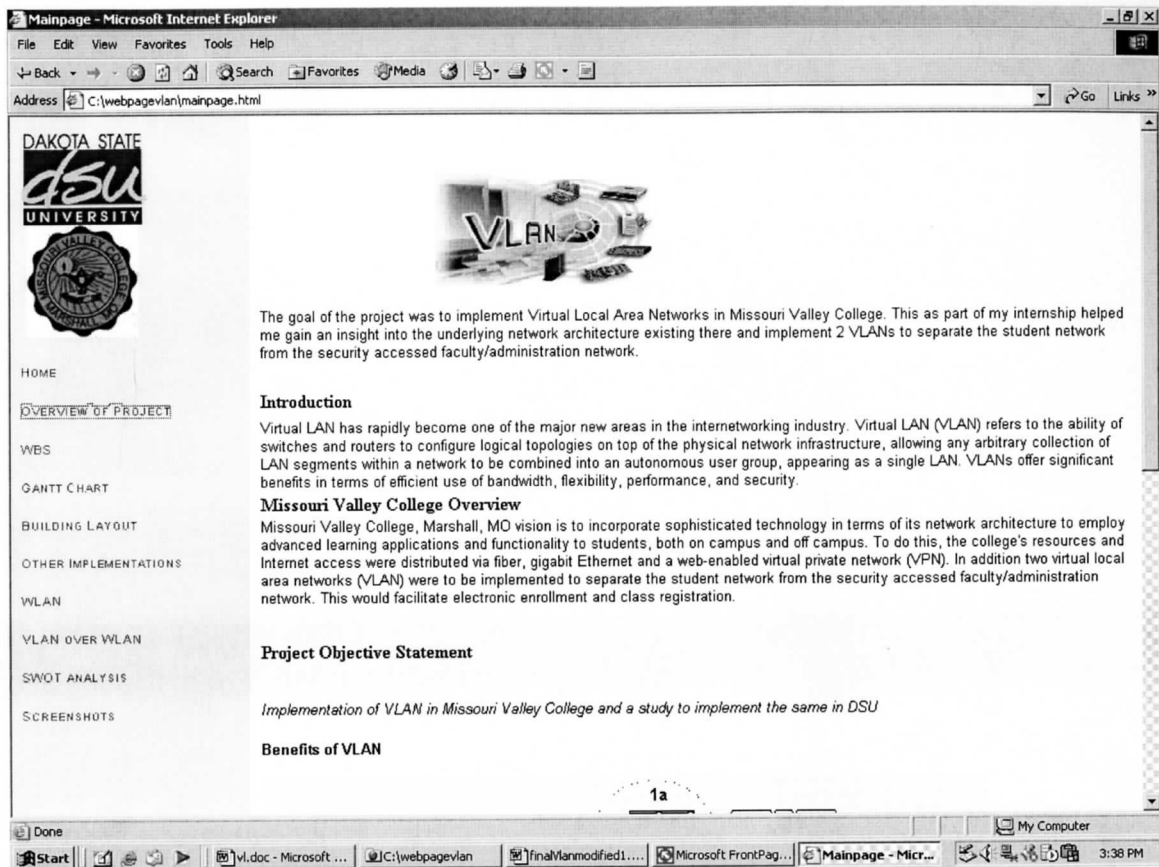 Mainpage - Microsoft Internet Explorer
File Edit View Favorites Tools Help
Back Search Favorites Media
Address C:\webpagevlan\mainpage.html Go Links »
DAKOTA STATE
dsu
UNIVERSITY
MISSOURI VALLEY COLLEGE
MARSHALL, MO
HOME
OVERVIEW OF PROJECT
WBS
GANTT CHART
BUILDING LAYOUT
OTHER IMPLEMENTATIONS
WLAN
VLAN OVER WLAN
SWOT ANALYSIS
SCREENSHOTS
VLAN
The goal of the project was to implement Virtual Local Area Networks in Missouri Valley College. This as part of my internship helped
me gain an insight into the underlying network architecture existing there and implement 2 VLANs to separate the student network
from the security accessed faculty/administration network.
Introduction
Virtual LAN has rapidly become one of the major new areas in the internetworking industry. Virtual LAN (VLAN) refers to the ability of
switches and routers to configure logical topologies on top of the physical network infrastructure, allowing any arbitrary collection of
LAN segments within a network to be combined into an autonomous user group, appearing as a single LAN. VLANs offer significant
benefits in terms of efficient use of bandwidth, flexibility, performance, and security.
Missouri Valley College Overview
Missouri Valley College, Marshall, MO vision is to incorporate sophisticated technology in terms of its network architecture to employ
advanced learning applications and functionality to students, both on campus and off campus. To do this, the college's resources and
Internet access were distributed via fiber, gigabit Ethernet and a web-enabled virtual private network (VPN). In addition two virtual local
area networks (VLAN) were to be implemented to separate the student network from the security accessed faculty/administration
network. This would facilitate electronic enrollment and class registration.
Project Objective Statement
Implementation of VLAN in Missouri Valley College and a study to implement the same in DSU
Benefits of VLAN
1a
Done My Computer
Start vl.doc - Microsoft ... C:\webpagevlan finalVlanmodified1.... Microsoft FrontPag... Mainpage - Micr... 3:38 PM